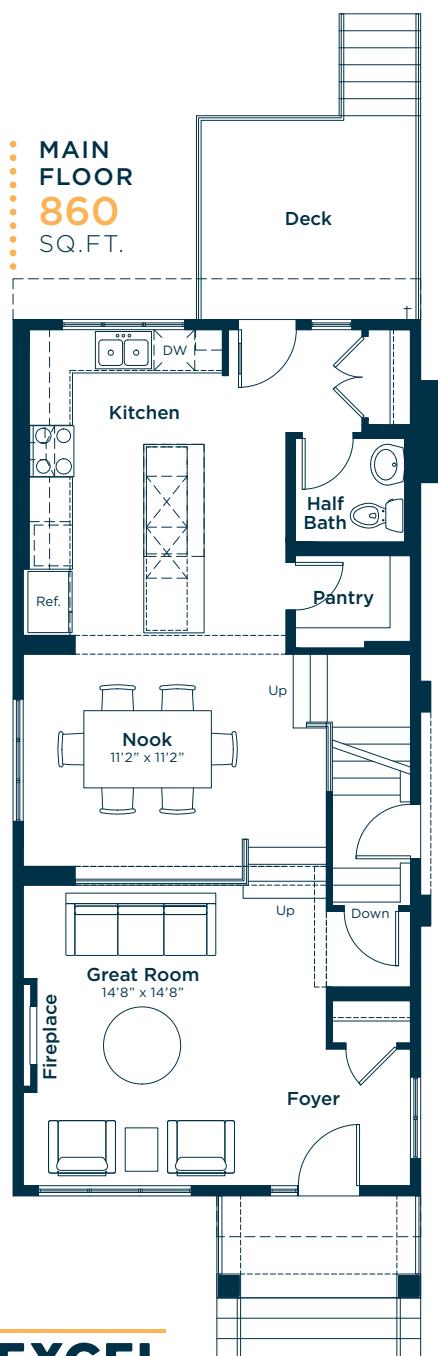 MAIN
FLOOR
860
SQ.FT.
Deck
DW
Kitchen
Half
Bath
Ref.
Pantry
Up
Nook
11’2” x 11’2”
Up
Down
Great Room
14’8” x 14’8”
Fireplace
Foyer
EXCEL